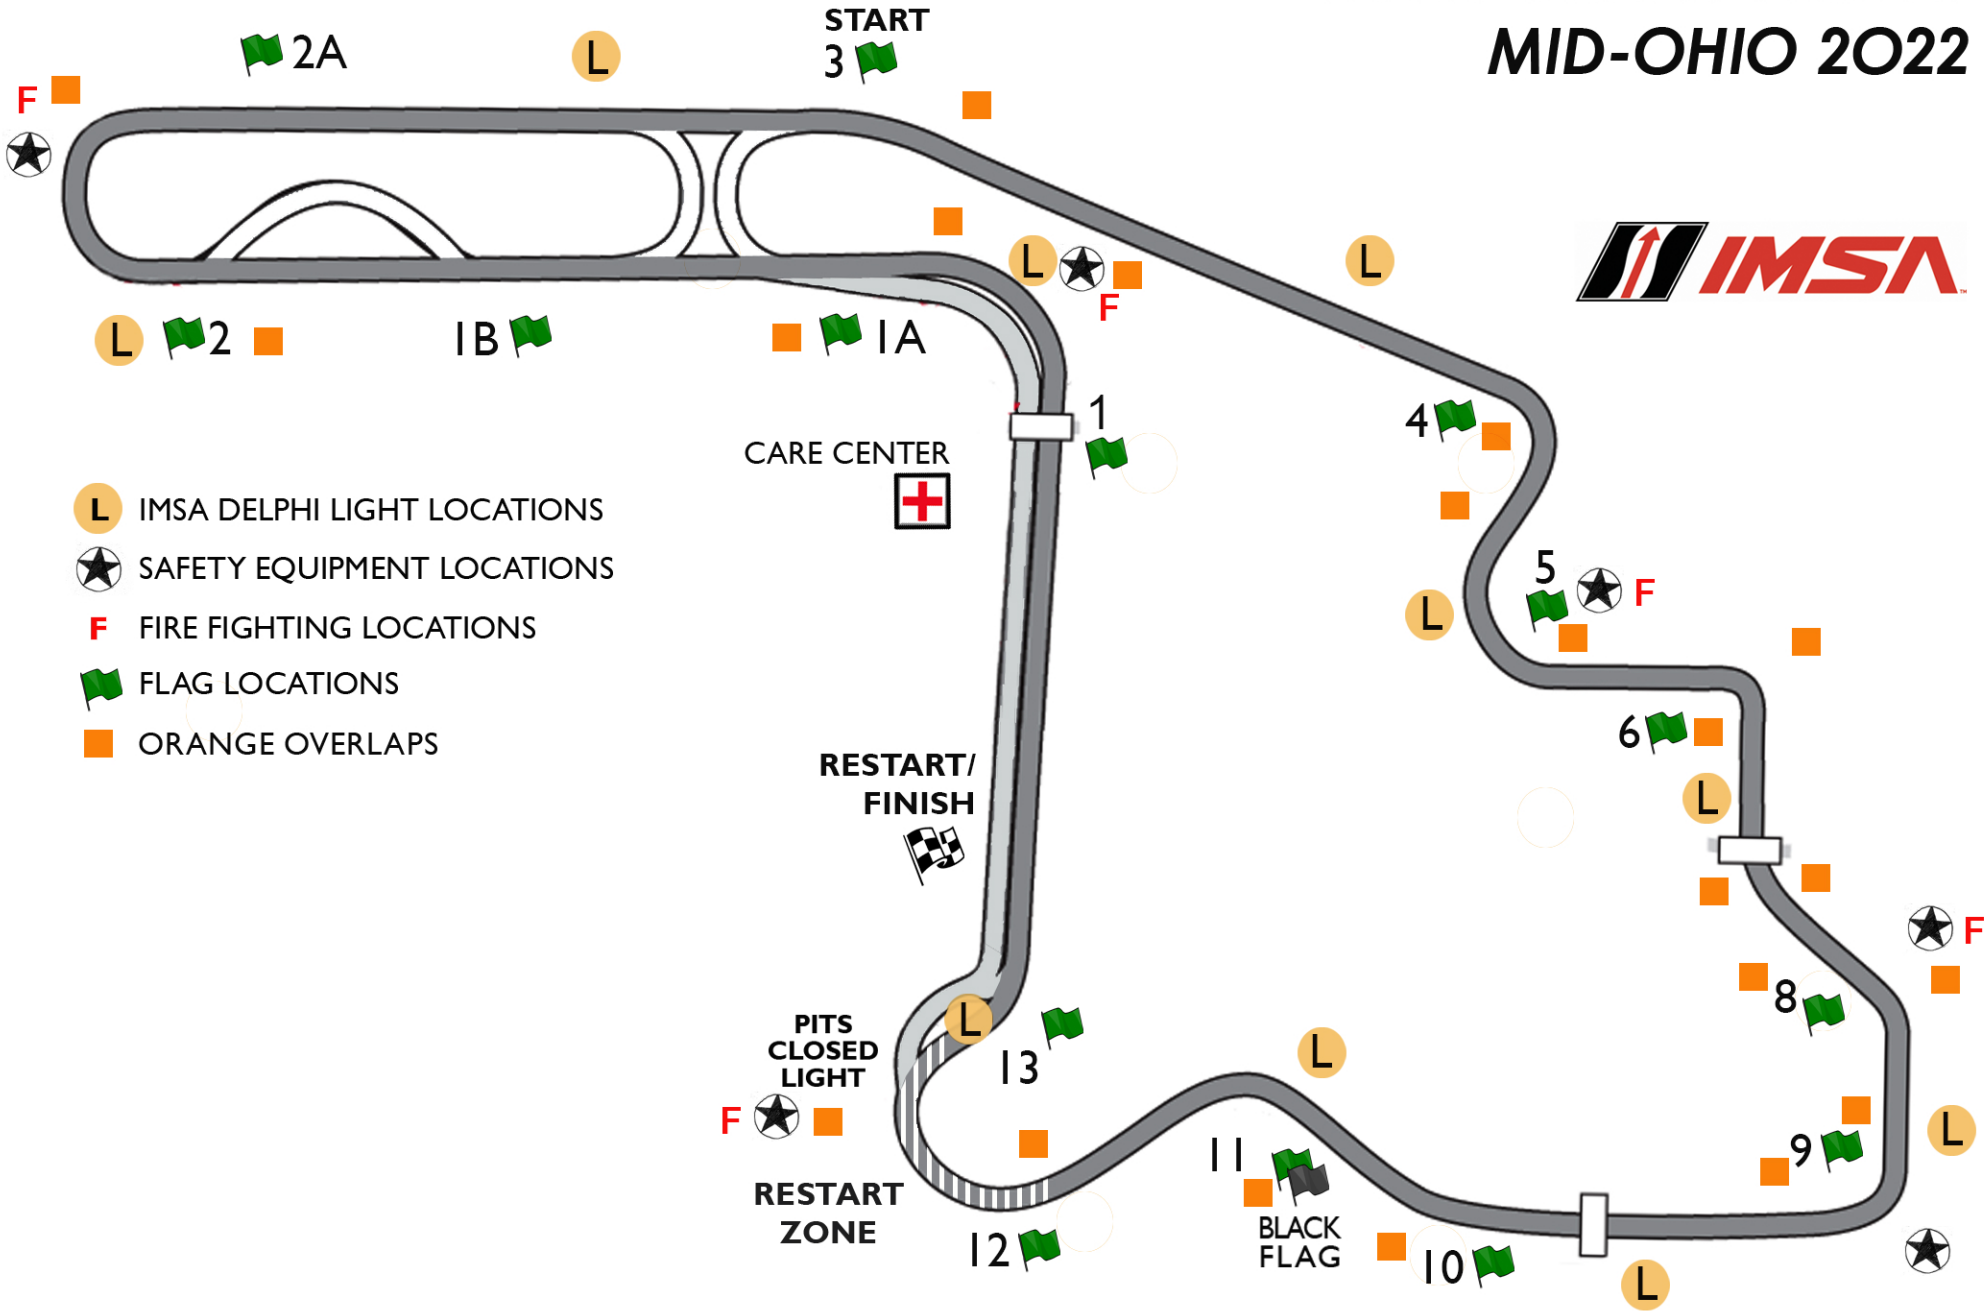 START
MID-OHIO 2022
2A
L
3
F
L
L
F
IMSA
TM
L
2
1B
1A
1
4
CARE CENTER
L IMSA DELPHI LIGHT LOCATIONS
SAFETY EQUIPMENT LOCATIONS
F FIRE FIGHTING LOCATIONS
FLAG LOCATIONS
ORANGE OVERLAPS
5
F
L
6
L
RESTART/
FINISH
F
8
PITS
CLOSED
LIGHT
L
13
L
F
11
9
L
RESTART
ZONE
BLACK
FLAG
12
10
L